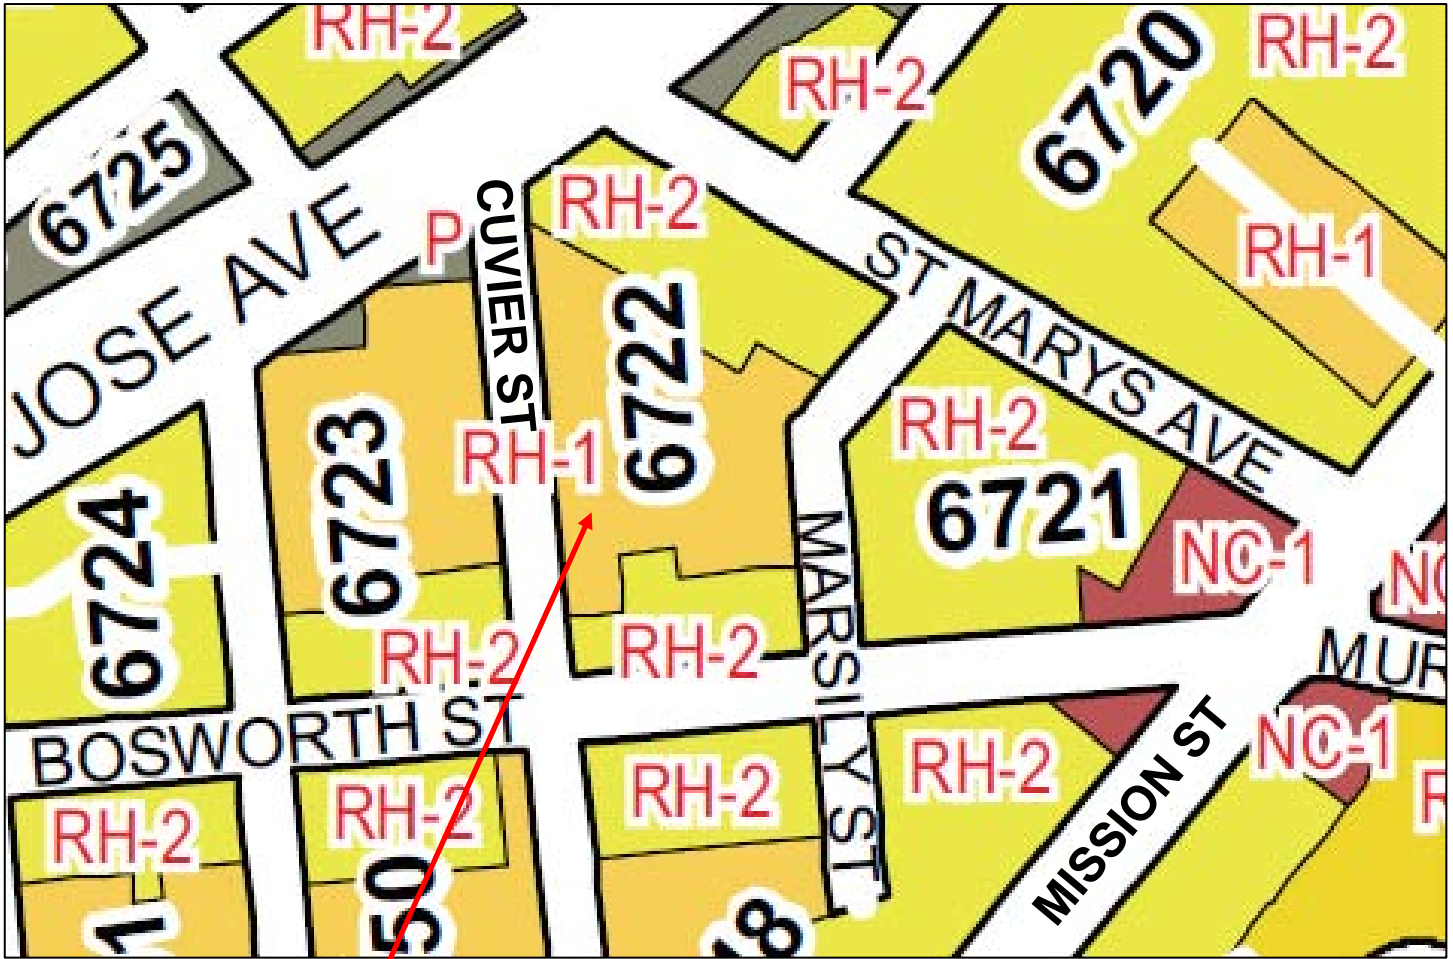 RH-2
RH-2
RH-2
6720
6725
RH-2
P
CUVIER ST
JOSE AVE
RH-1
ST MARYS AVE
6722
6723
RH-1
RH-2
6721
6724
NC-1
MARSILY ST
RH-2
RH-2
BOSWORTH ST
MISSION ST
NC-1
RH-2
RH-2
RH-2
RH-2
50